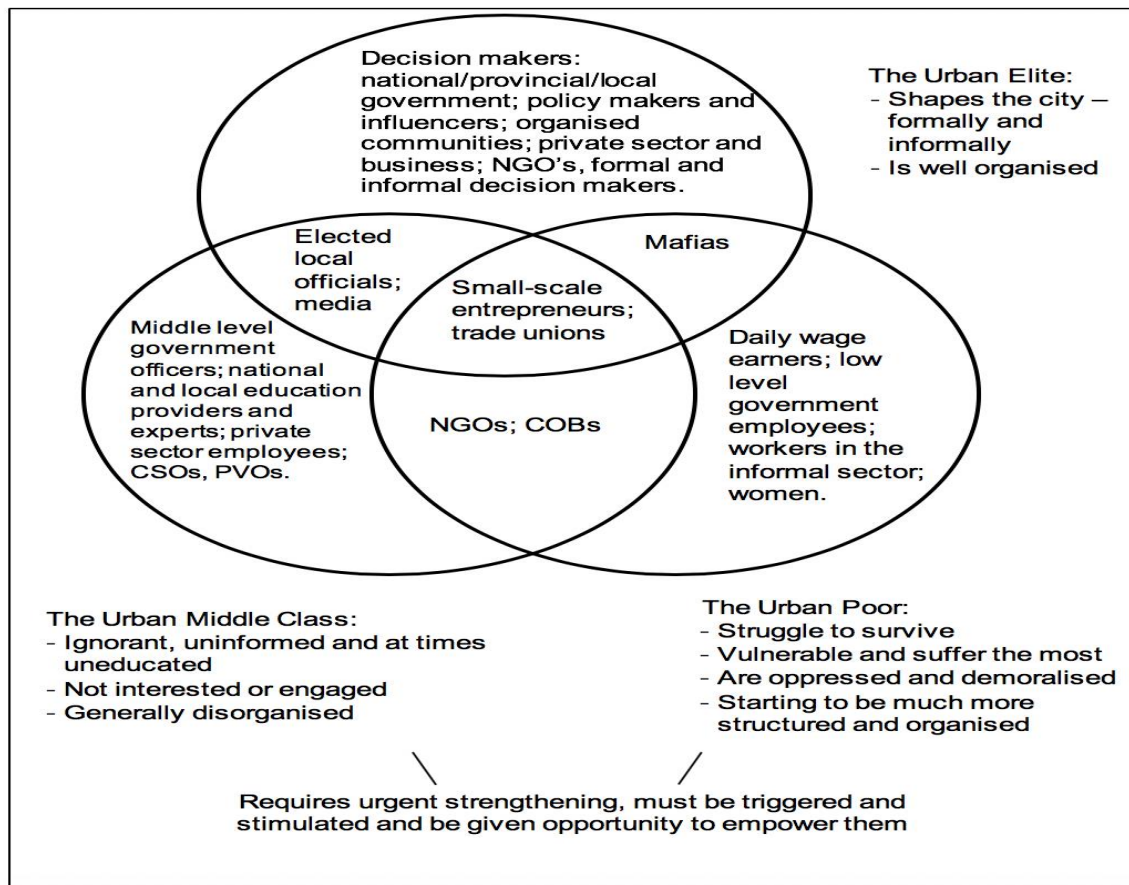 Decision makers:
national/provincial/local
government; policy makers and
influencers; organised
communities; private sector and
business; NGO's, formal and
informal decision makers.
The Urban Elite:
- Shapes the city –
formally and
informally
- Is well organised
Elected
local
officials;
media
Mafias
Small-scale
entrepreneurs;
trade unions
Middle level
government
officers; national
and local education
providers and
experts; private
sector employees;
CSOs, PVOs.
NGOs; COBs
Daily wage
earners; low
level
government
employees;
workers in the
informal sector;
women.
The Urban Middle Class:
- Ignorant, uninformed and at times
uneducated
- Not interested or engaged
- Generally disorganised
The Urban Poor:
- Struggle to survive
- Vulnerable and suffer the most
- Are oppressed and demoralised
- Starting to be much more
structured and organised
Requires urgent strengthening, must be triggered and
stimulated and be given opportunity to empower them